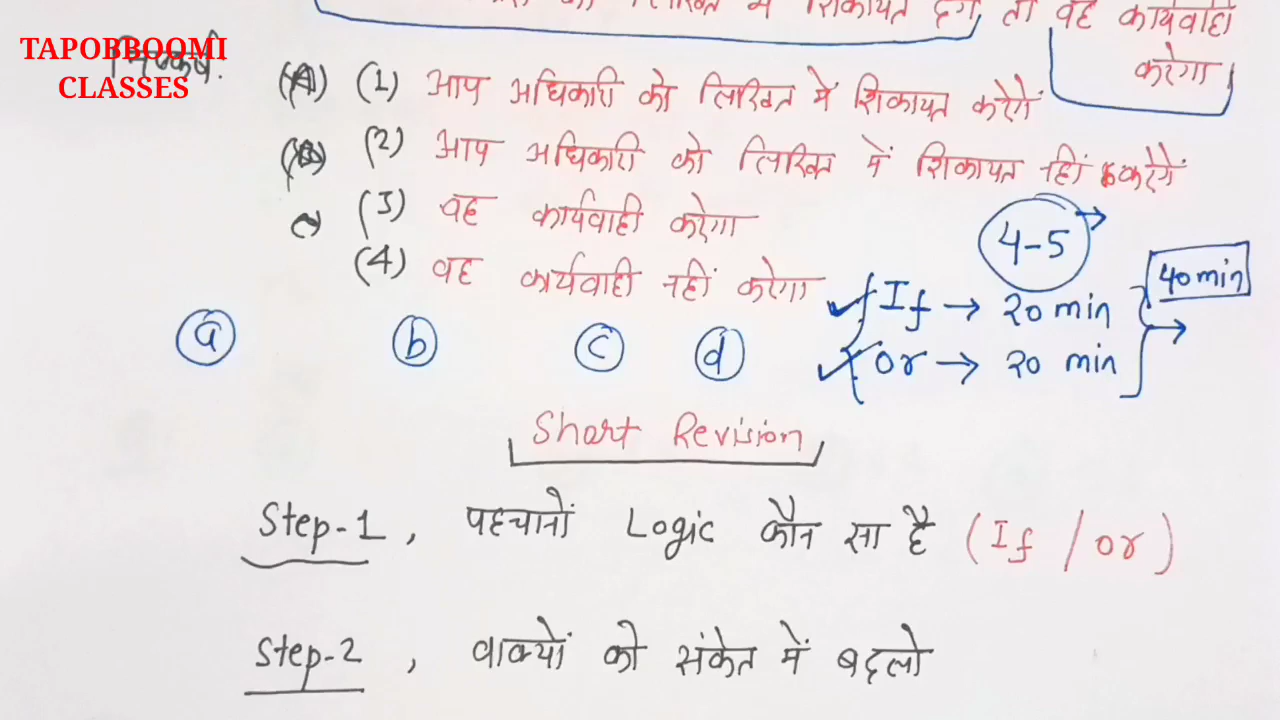 लिखित में शिकायत देंगे, तो वह कार्यवाही
करेगा
TAPOBBOOMI
CLASSES
निष्कर्ष.
(A) (1) आप अधिकारी को लिखित में शिकायत करेगें
(B) (2) आप अधिकारी को लिखित में शिकायत नहीं करेगें
(3) वह कार्यवाही करेगा
(4) वह कार्यवाही नहीं करेगा
4-5
40 min
If → 20 min
or → 20 min
a b c d
Short Revision
Step-1, पहचानों Logic कौन सा है (If / or)
Step-2, वाक्यों को संकेत में बदलो